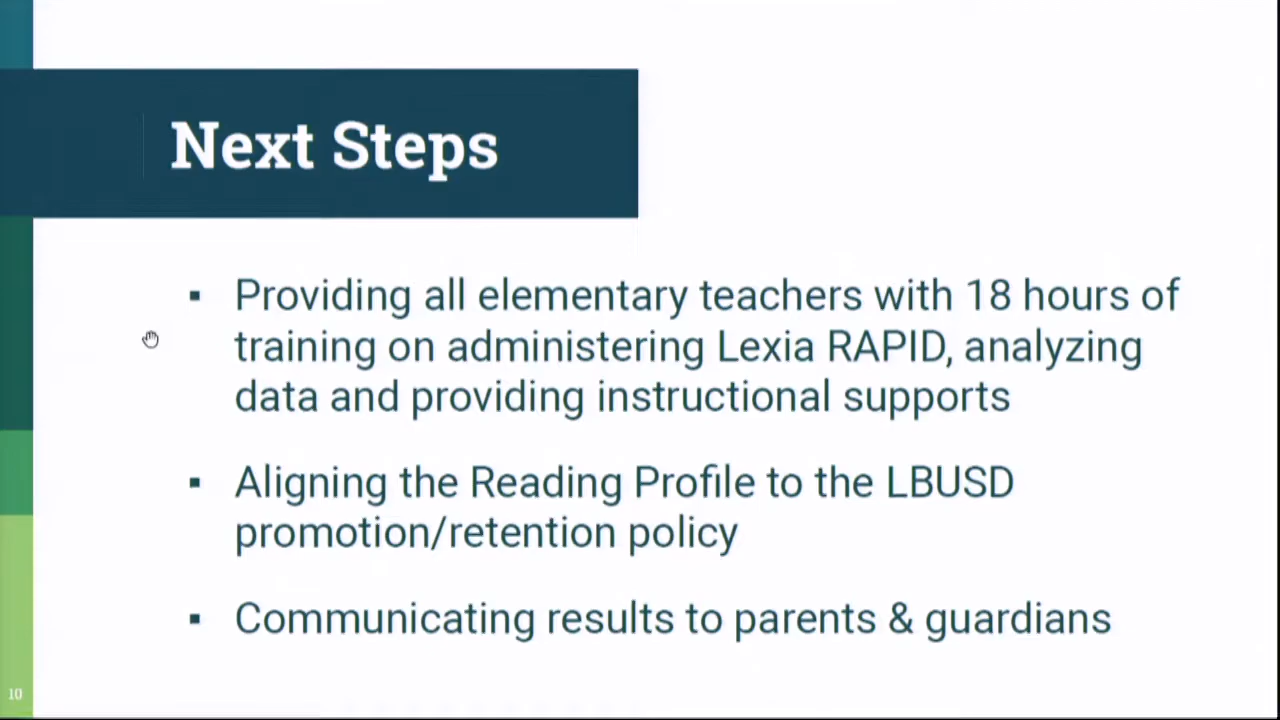 Next Steps
▪ Providing all elementary teachers with 18 hours of
training on administering Lexia RAPID, analyzing
data and providing instructional supports
▪ Aligning the Reading Profile to the LBUSD
promotion/retention policy
▪ Communicating results to parents & guardians
10